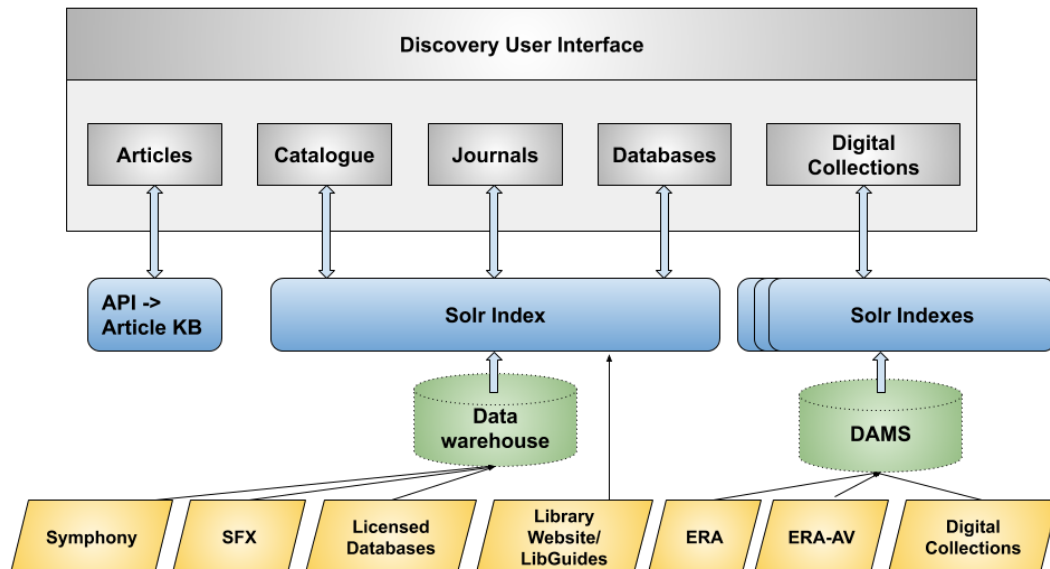 Discovery User Interface
Articles
Catalogue
Journals
Databases
Digital
Collections
API ->
Article KB
Solr Index
Solr Indexes
Data
warehouse
DAMS
Symphony
SFX
Licensed
Databases
Library
Website/
LibGuides
ERA
ERA-AV
Digital
Collections